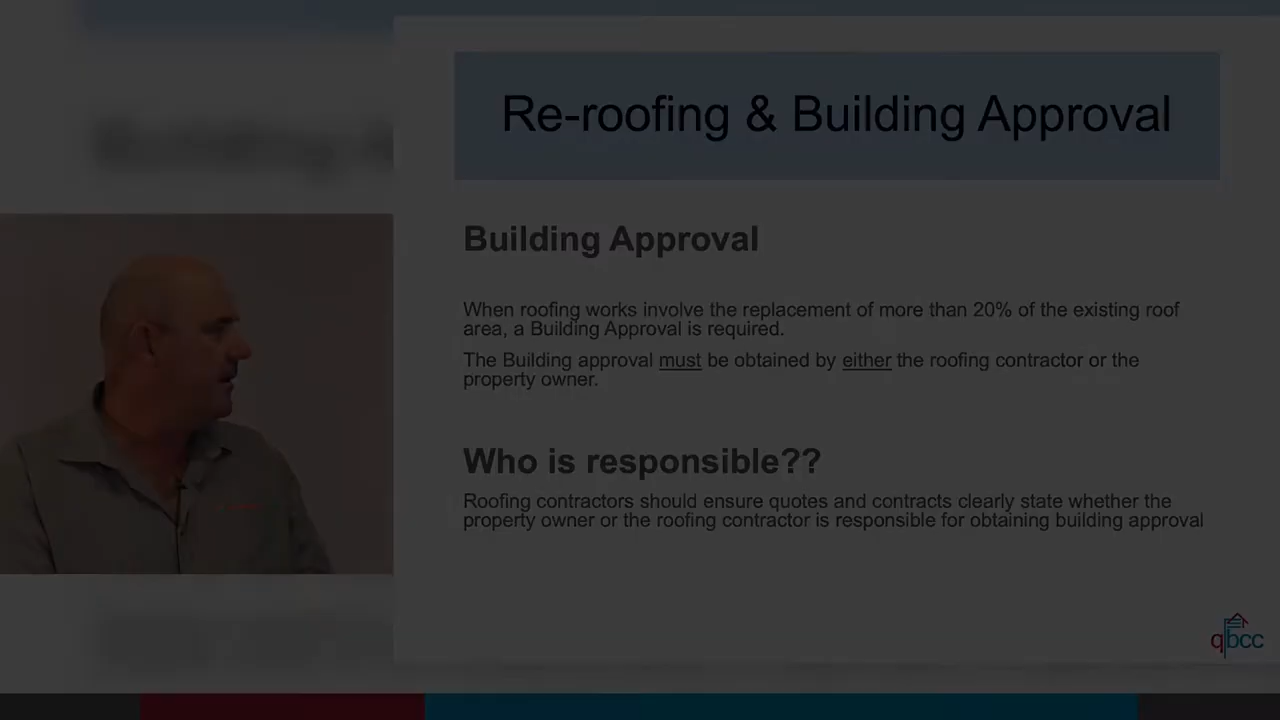 Re-roofing & Building Approval
Building Approval
When roofing works involve the replacement of more than 20% of the existing roof
area, a Building Approval is required.
The Building approval must be obtained by either the roofing contractor or the
property owner.
Who is responsible??
Roofing contractors should ensure quotes and contracts clearly state whether the
property owner or the roofing contractor is responsible for obtaining building approval
qbcc